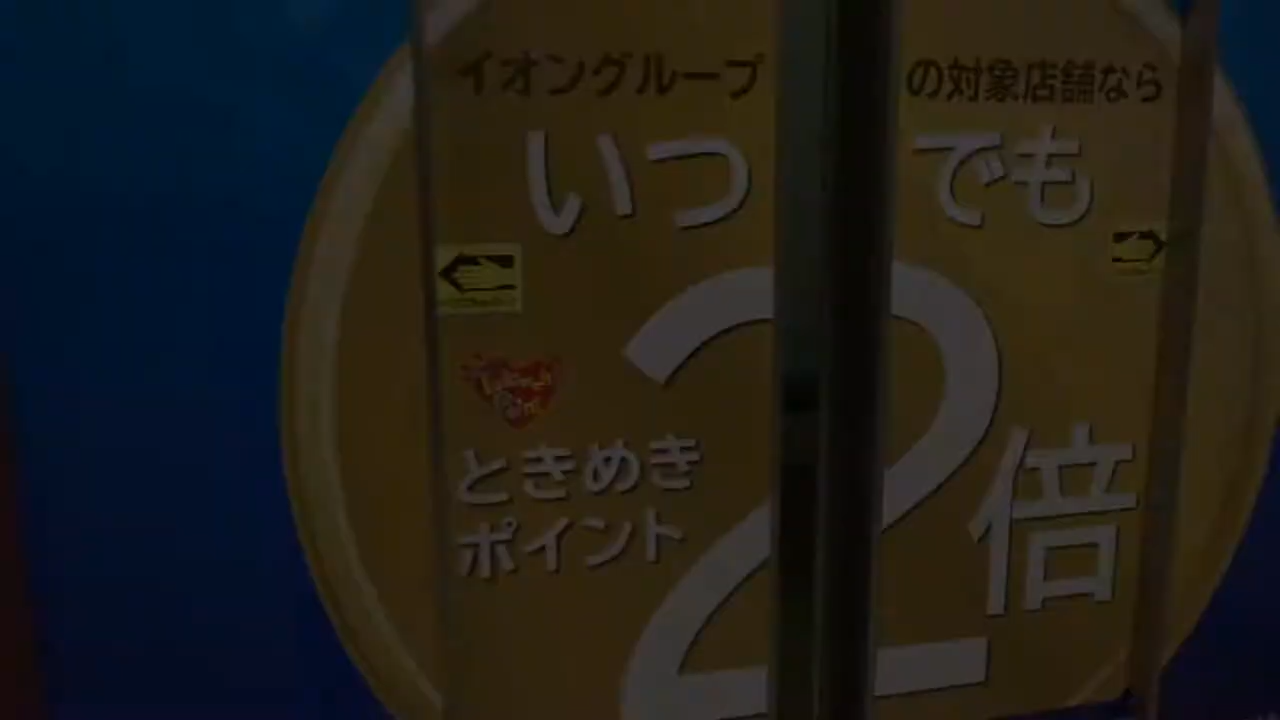 イオングループの対象店舗なら
いつでも
ときめき
ポイント
2倍